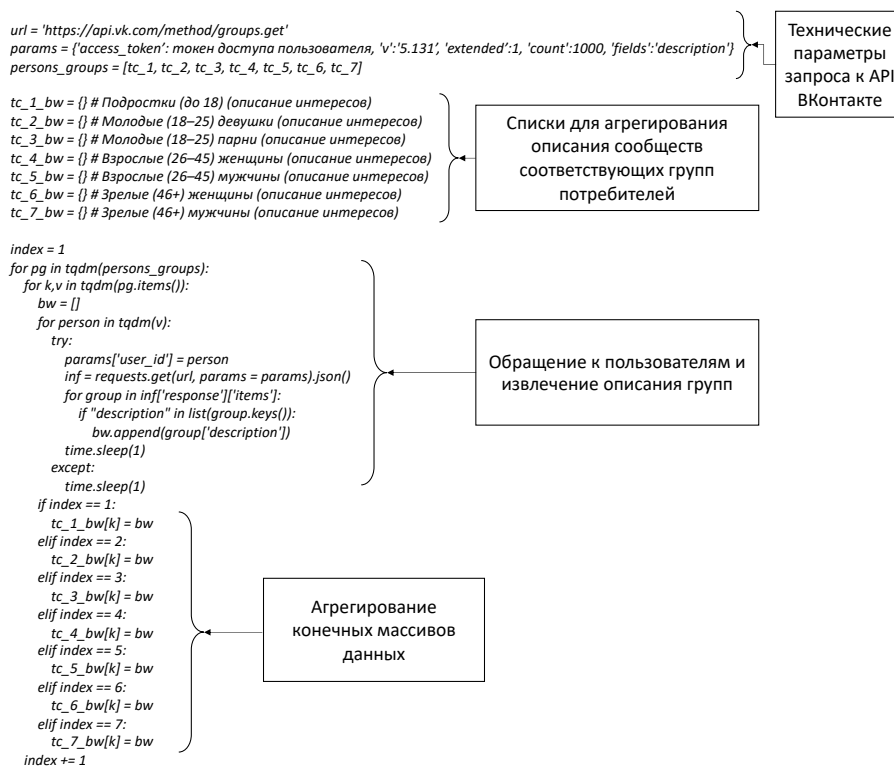 url = 'https://api.vk.com/method/groups.get'
params = {'access_token’: токен доступа пользователя, 'v':'5.131’, 'extended’:1, 'count':1000, 'fields':'description'}
persons_groups = [tc_1, tc_2, tc_3, tc_4, tc_5, tc_6, tc_7]
Технические
параметры
запроса к API
ВКонтакте
tc_1_bw = {} # Подростки (до 18) (описание интересов)
tc_2_bw = {} # Молодые (18–25) девушки (описание интересов)
tc_3_bw = {} # Молодые (18–25) парни (описание интересов)
tc_4_bw = {} # Взрослые (26–45) женщины (описание интересов)
tc_5_bw = {} # Взрослые (26–45) мужчины (описание интересов)
tc_6_bw = {} # Зрелые (46+) женщины (описание интересов)
tc_7_bw = {} # Зрелые (46+) мужчины (описание интересов)
Списки для агрегирования
описания сообществ
соответствующих групп
потребителей
index = 1
for pg in tqdm(persons_groups):
for k,v in tqdm(pg.items()):
bw = []
for person in tqdm(v):
try:
params['user_id'] = person
inf = requests.get(url, params = params).json()
for group in inf['response']['items']:
if "description" in list(group.keys()):
bw.append(group['description'])
time.sleep(1)
except:
time.sleep(1)
Обращение к пользователям и
извлечение описания групп
if index == 1:
tc_1_bw[k] = bw
elif index == 2:
tc_2_bw[k] = bw
elif index == 3:
tc_3_bw[k] = bw
elif index == 4:
tc_4_bw[k] = bw
elif index == 5:
tc_5_bw[k] = bw
elif index == 6:
tc_6_bw[k] = bw
elif index == 7:
tc_7_bw[k] = bw
index += 1
Агрегирование
конечных массивов
данных